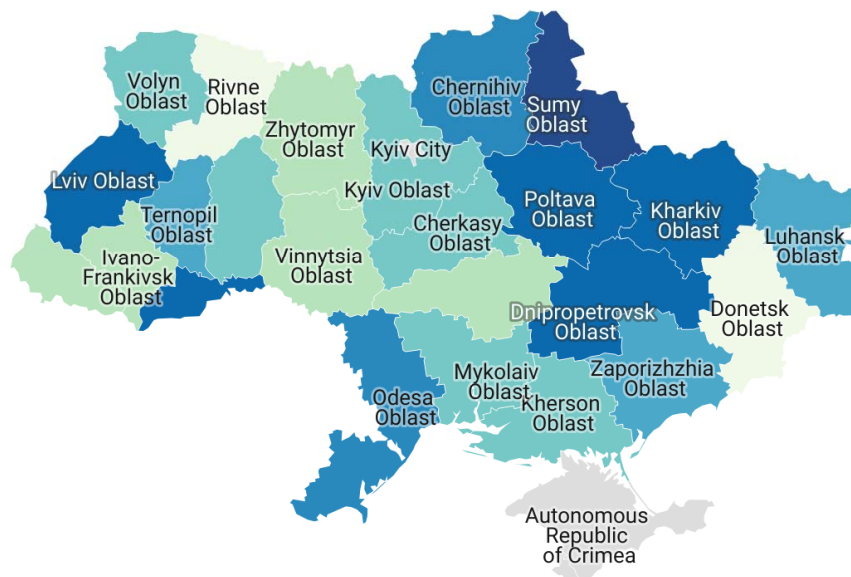 Volyn
Oblast
Rivne
Oblast
Zhytomyr
Oblast
Kyiv City
Chernihiv
Oblast
Sumy
Oblast
Lviv Oblast
Ternopil
Oblast
Kyiv Oblast
Cherkasy
Oblast
Poltava
Oblast
Kharkiv
Oblast
Luhansk
Oblast
Ivano-
Frankivsk
Oblast
Vinnytsia
Oblast
Dnipropetrovsk
Oblast
Donetsk
Oblast
Odesa
Oblast
Mykolaiv
Oblast
Kherson
Oblast
Zaporizhzhia
Oblast
Autonomous
Republic
of Crimea